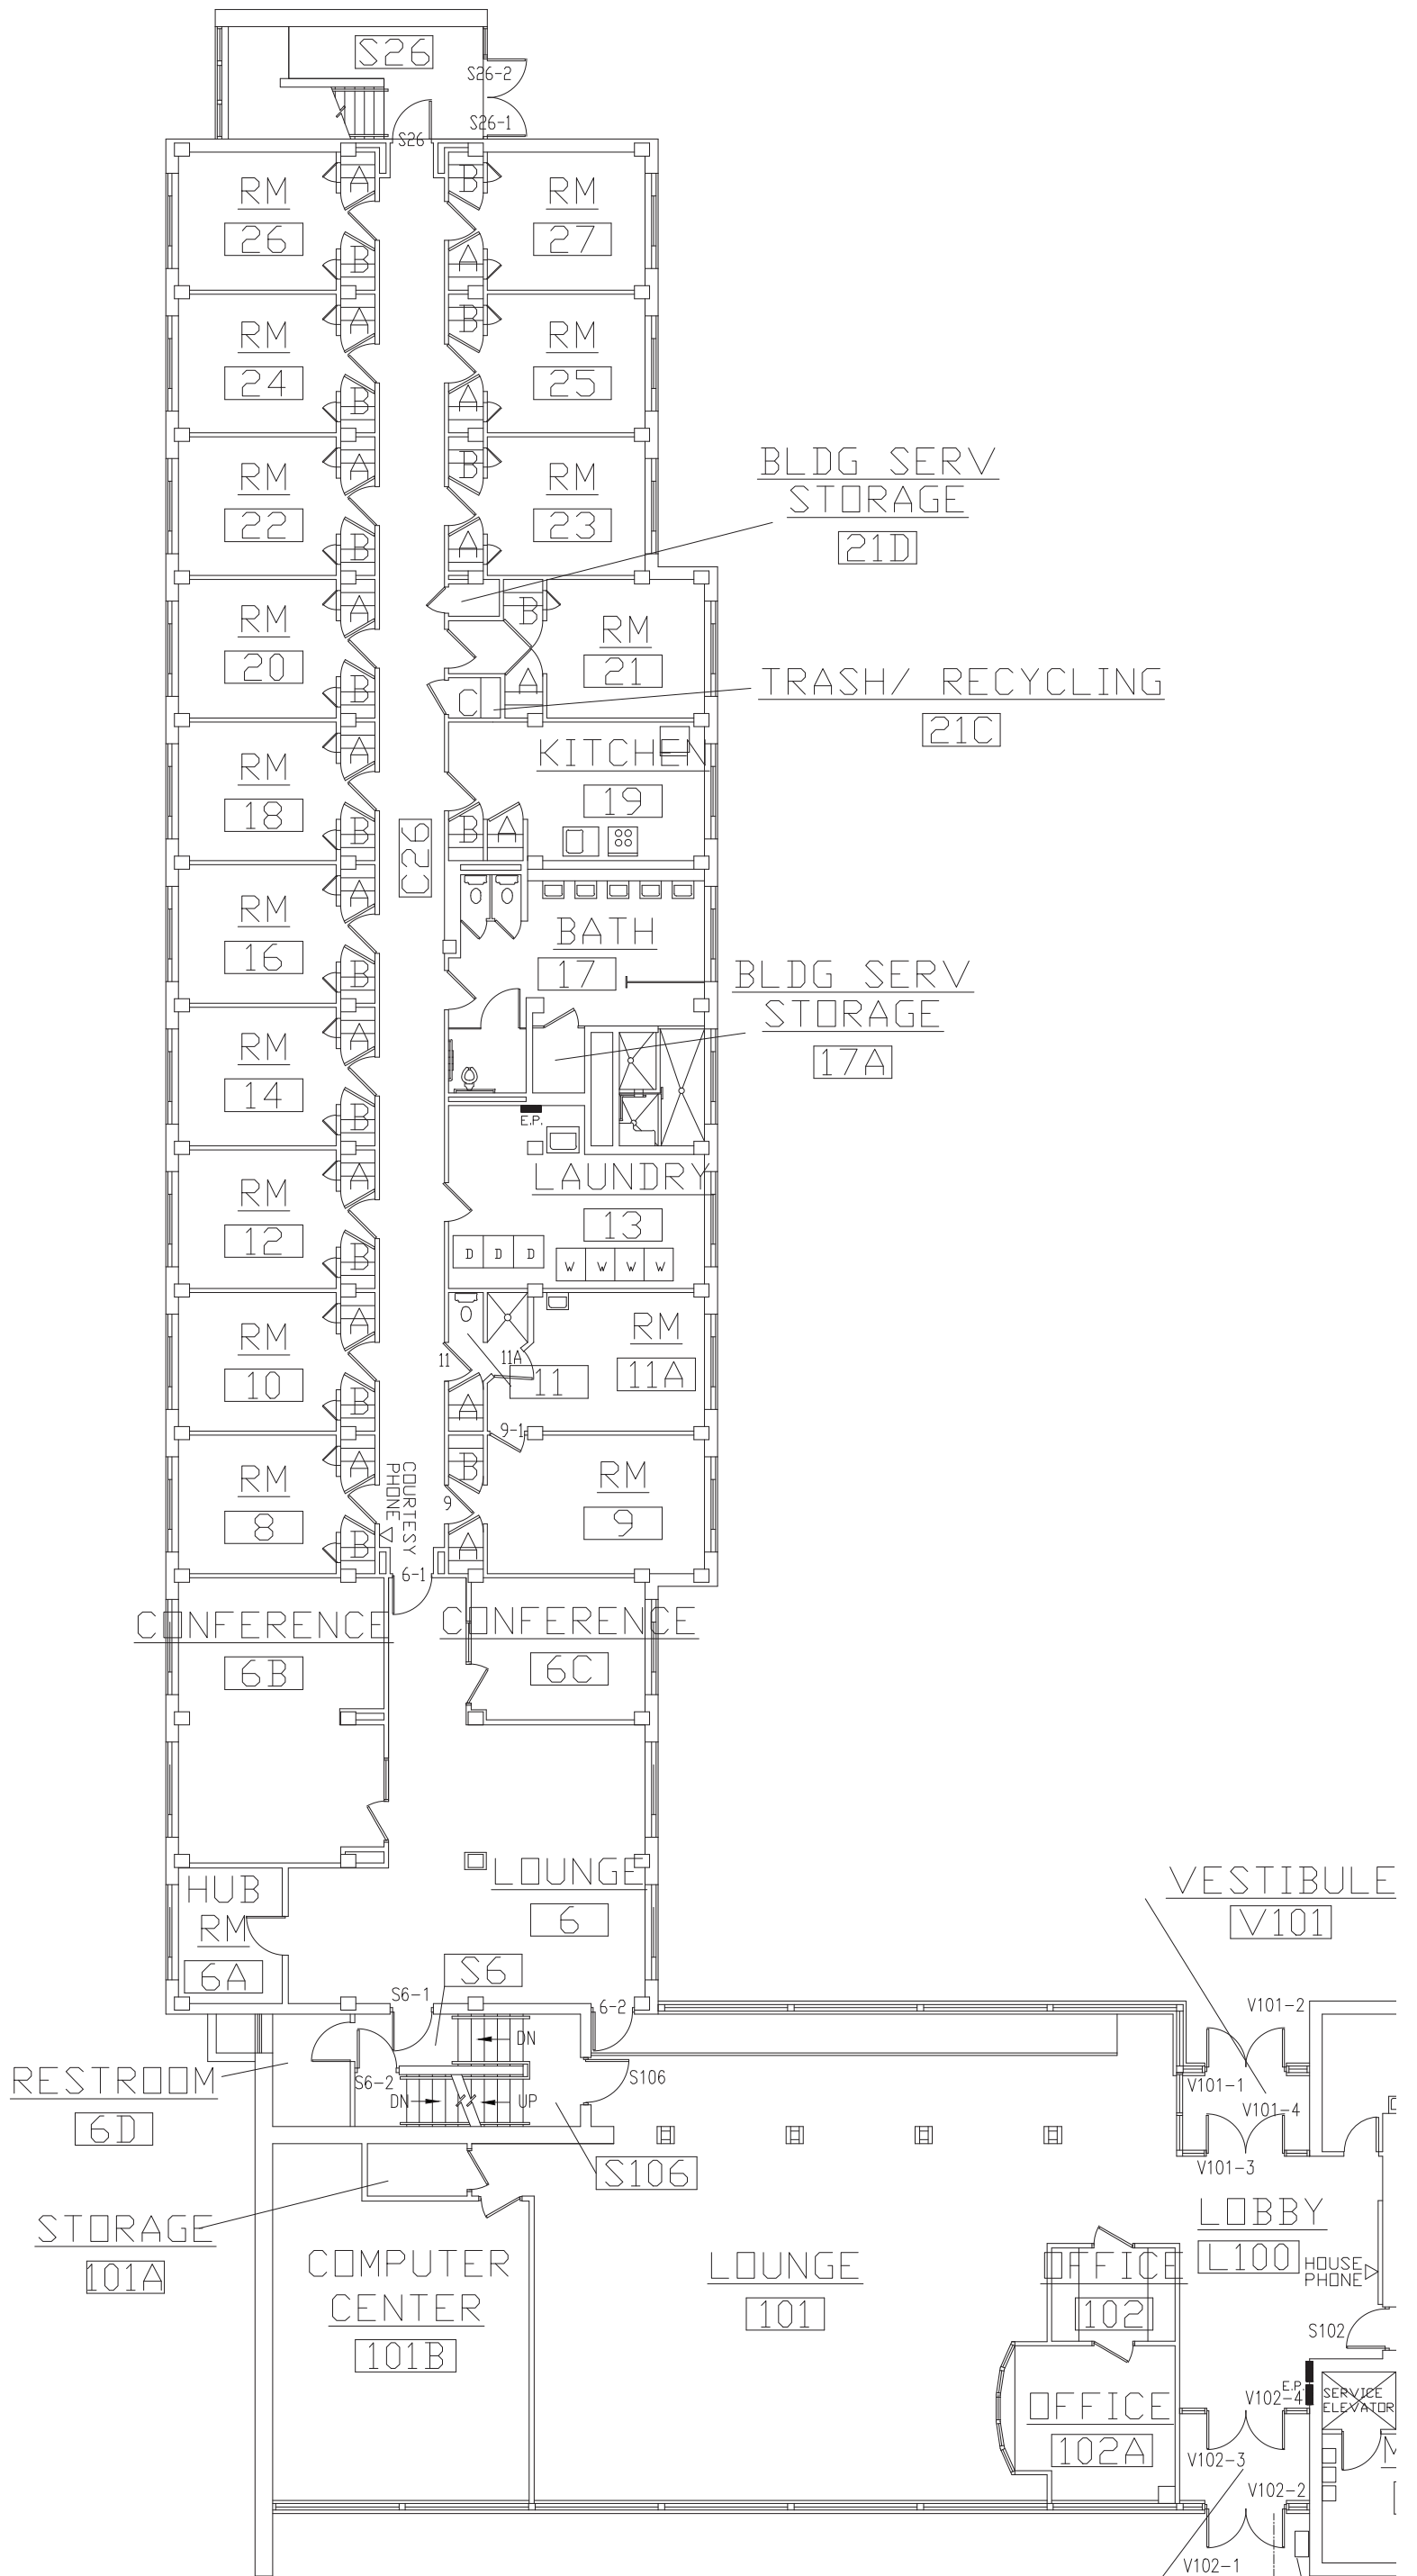 S26
S26-2
S26-1
S26
A
B
RM
26
RM
27
B
A
A
B
RM
24
RM
25
B
A
A
B
RM
22
RM
23
BLDG SERV
STORAGE
21D
B
A
A
B
RM
20
RM
21
B
C
A
TRASH/ RECYCLING
21C
A
RM
18
KITCHEN
19
B
B
A
C26
A
RM
16
BATH
17
B
BLDG SERV
STORAGE
17A
A
RM
14
B
E.P.
A
RM
12
LAUNDRY
13
B
D D D
W W W W
A
RM
10
11
11A
11
RM
11A
B
A
9-1
A
B
RM
8
COURTESY
PHONE
9
RM
9
B
A
6-1
CONFERENCE
6B
CONFERENCE
6C
HUB
RM
6A
LOUNGE
6
VESTIBULE
V101
S6
S6-1
6-2
V101-2
DN
RESTROOM
6D
S6-2
DN
UP
S106
V101-1
V101-4
V101-3
S106
STORAGE
101A
COMPUTER
CENTER
101B
LOUNGE
101
OFFICE
102
LOBBY
L100
HOUSE
PHONE
S102
OFFICE
102A
E.P.
V102-4
SERVICE
ELEVATOR
V102-3
V102-2
V102-1